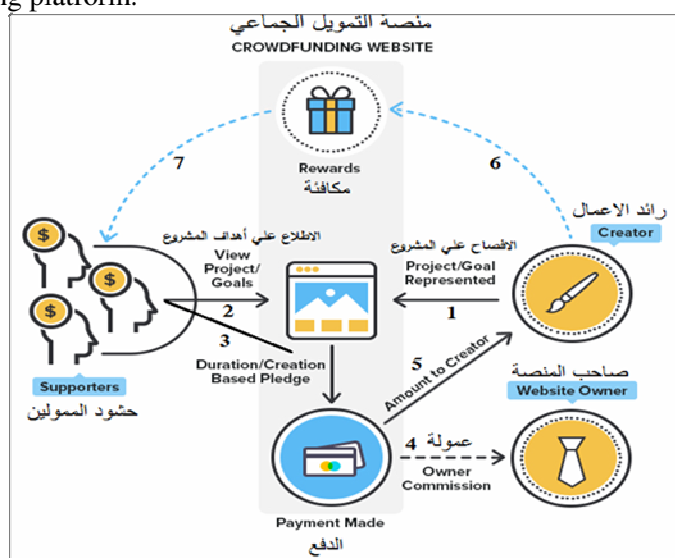 ng platform.
منصة التمويل الجماعي
CROWDFUNDING WEBSITE
7
6
Rewards
مكافئة
رائد الاعمال
Creator
الاطلاع علي أهداف المشروع
View
Project/
Goals
2
3
الافصاح علي المشروع
Project/Goal
Represented
1
$
$
$
Supporters
حشود الممولين
Duration/Creation
Based Pledge
5
Amount to Creator
صاحب المنصة
Website Owner
4 عمولة
Owner
Commission
Payment Made
الدفع